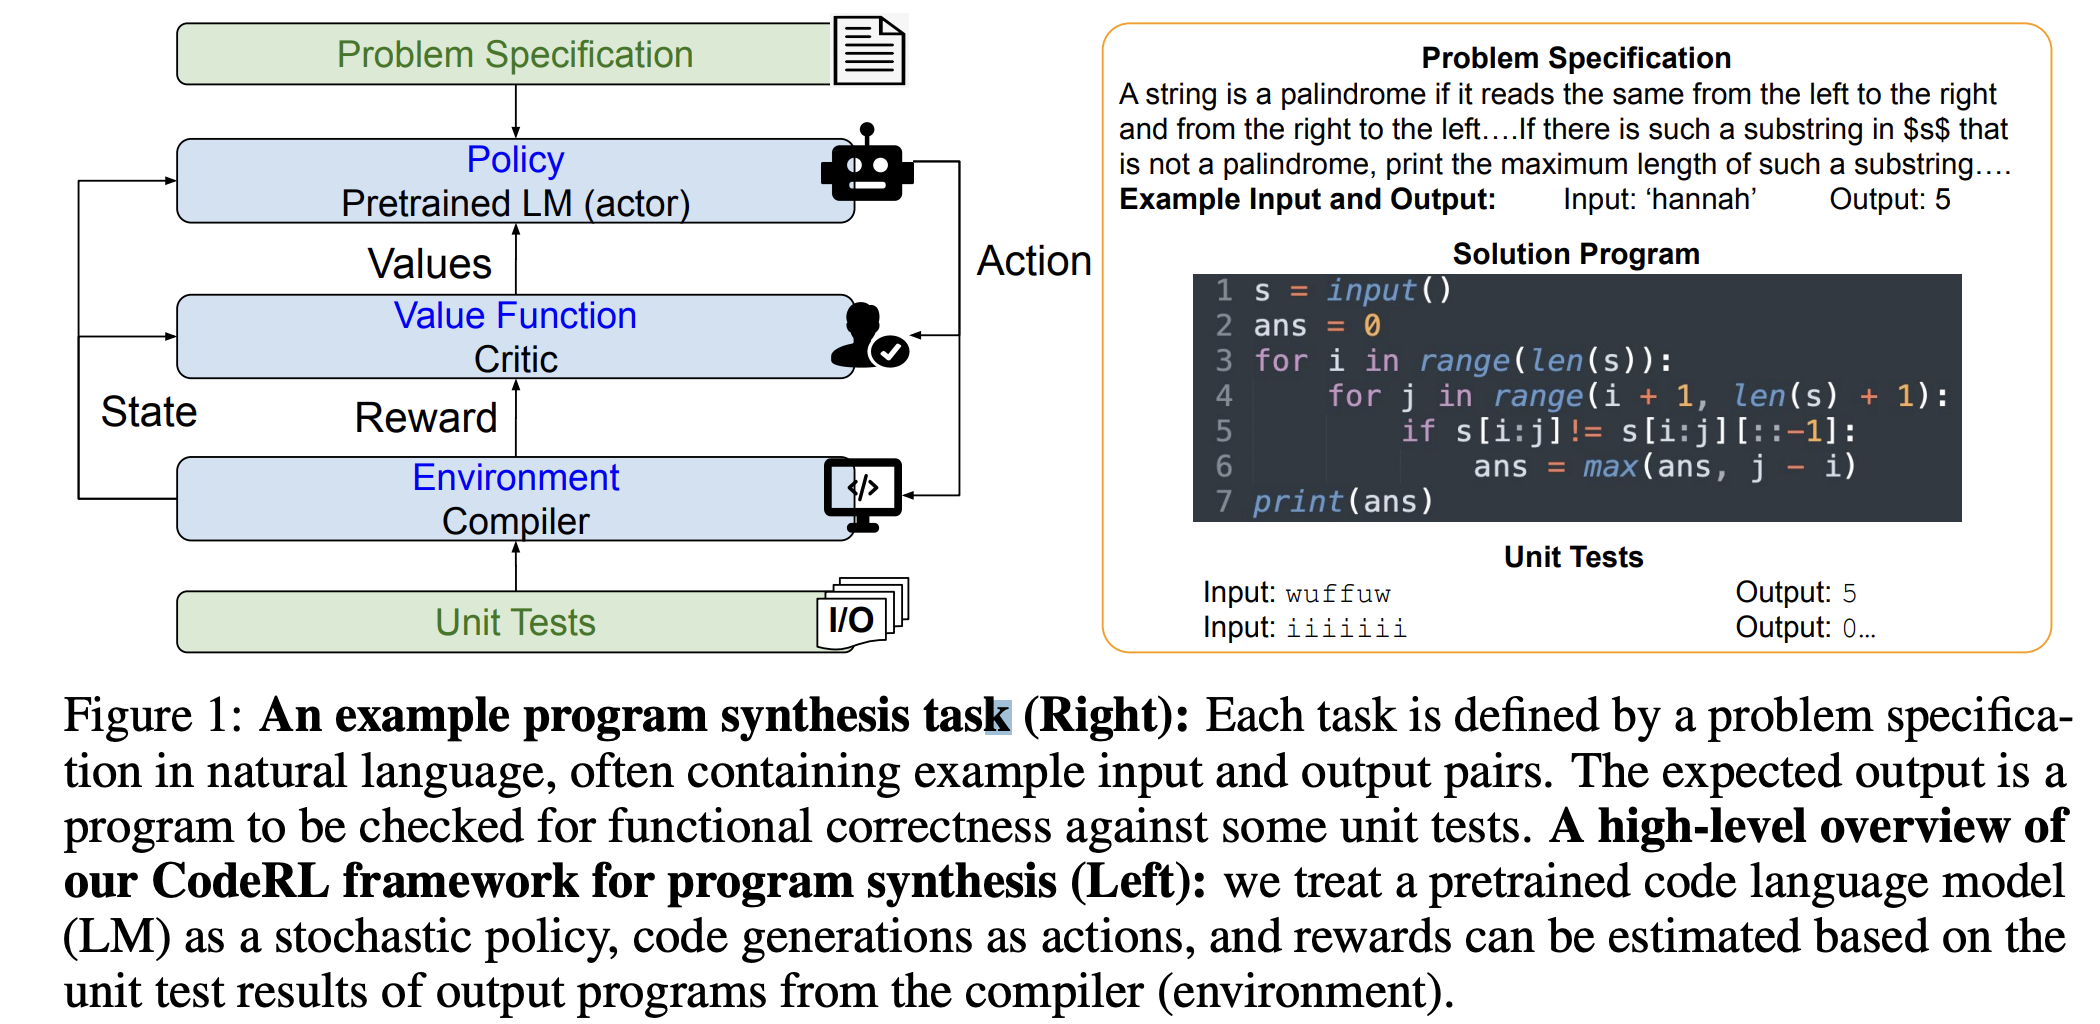 Problem Specification
Policy
Pretrained LM (actor)
Values
Action
Value Function
Critic
State
Reward
Environment
</>
Compiler
Unit Tests
I/O
Problem Specification
A string is a palindrome if it reads the same from the left to the right
and from the right to the left....If there is such a substring in $s$ that
is not a palindrome, print the maximum length of such a substring....
Example Input and Output: Input: ‘hannah’ Output: 5
Solution Program
1 s = input()
2 ans = 0
3 for i in range(len(s)):
4     for j in range(i + 1, len(s) + 1):
5         if s[i:j]!= s[i:j][::-1]:
6             ans = max(ans, j - i)
7 print(ans)
Unit Tests
Input: wuffuw Output: 5
Input: iiiiiii Output: 0...
Figure 1: An example program synthesis task (Right): Each task is defined by a problem specifica-
tion in natural language, often containing example input and output pairs. The expected output is a
program to be checked for functional correctness against some unit tests. A high-level overview of
our CodeRL framework for program synthesis (Left): we treat a pretrained code language model
(LM) as a stochastic policy, code generations as actions, and rewards can be estimated based on the
unit test results of output programs from the compiler (environment).